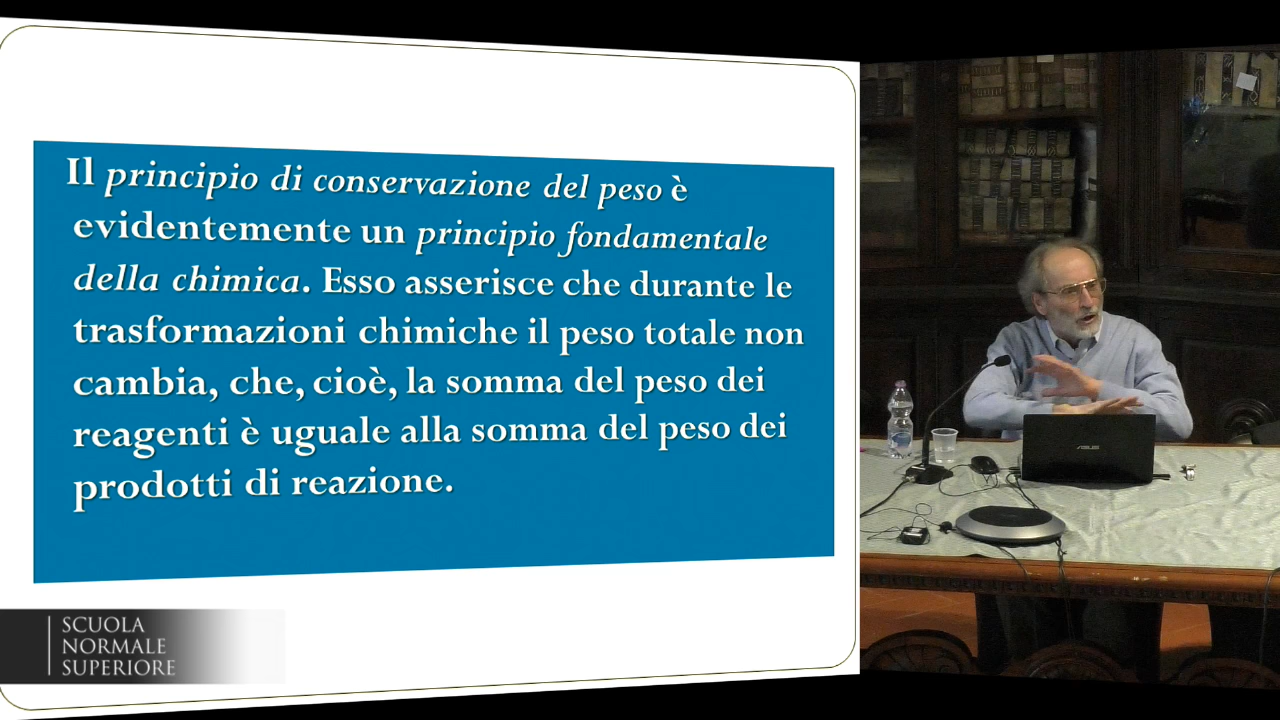 Il principio di conservazione del peso è
evidentemente un principio fondamentale
della chimica. Esso asserisce che durante le
trasformazioni chimiche il peso totale non
cambia, che, cioè, la somma del peso dei
reagenti è uguale alla somma del peso dei
prodotti di reazione.
SCUOLA
NORMALE
SUPERIORE
ASUS